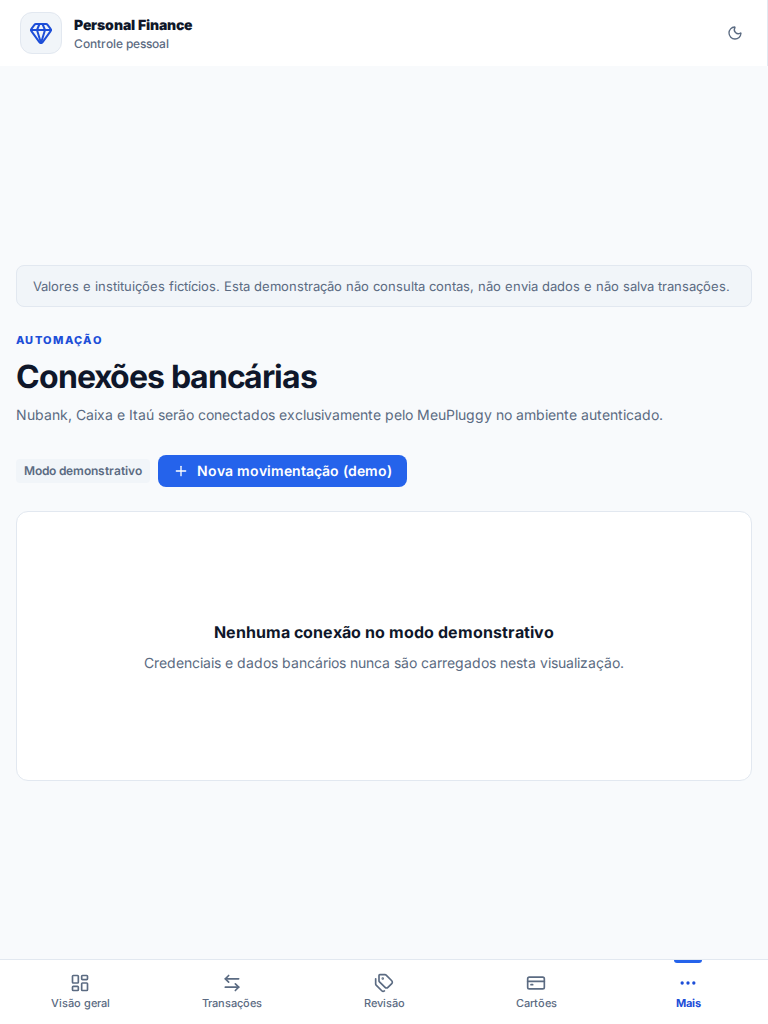 Personal Finance
Controle pessoal
Valores e instituições fictícios. Esta demonstração não consulta contas, não envia dados e não salva transações.
AUTOMAÇÃO
Conexões bancárias
Nubank, Caixa e Itaú serão conectados exclusivamente pelo MeuPluggy no ambiente autenticado.
Modo demonstrativo
Nova movimentação (demo)
Nenhuma conexão no modo demonstrativo
Credenciais e dados bancários nunca são carregados nesta visualização.
Visão geral
Transações
Revisão
Cartões
Mais